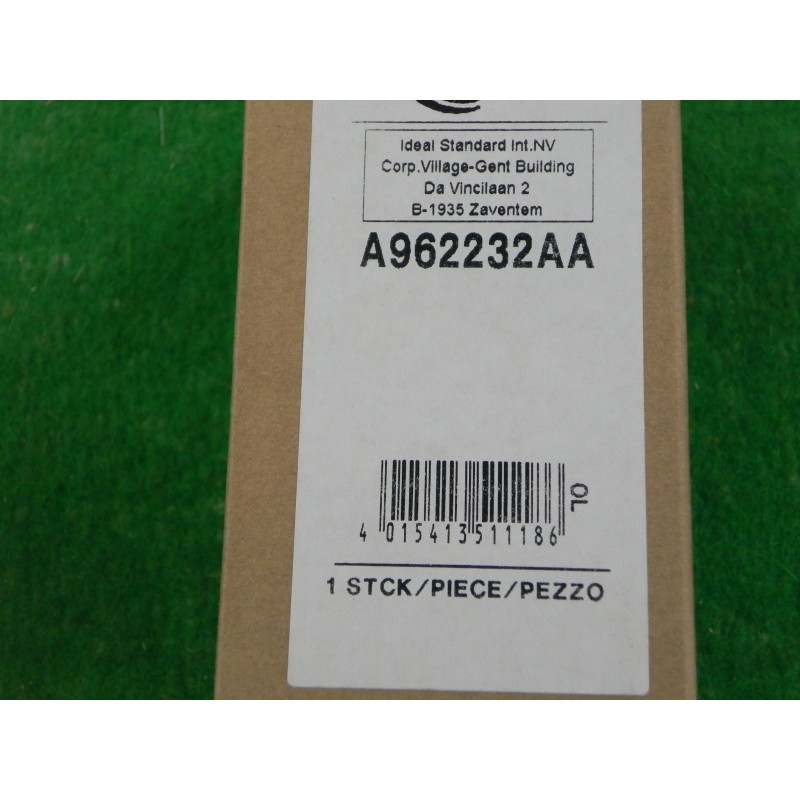 Ideal Standard Int.NV
Corp.Village-Gent Building
Da Vincilaan 2
B-1935 Zaventem
A962232AA
OL
4 015413 511186
1 STCK/PIECE/PEZZO